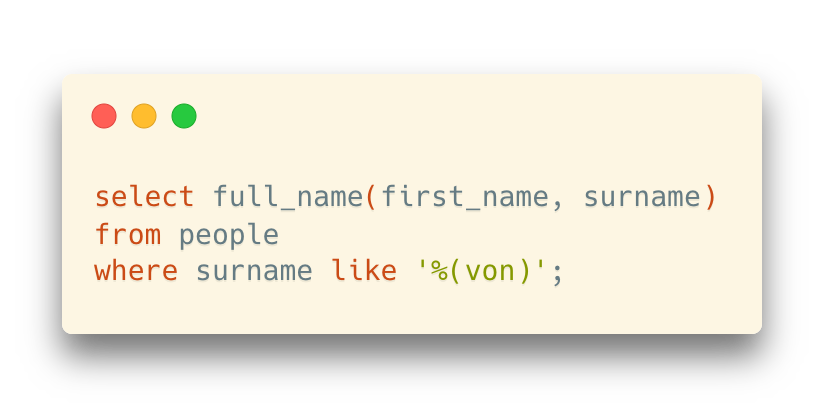 select full_name(first_name, surname)
from people
where surname like '%(von)';